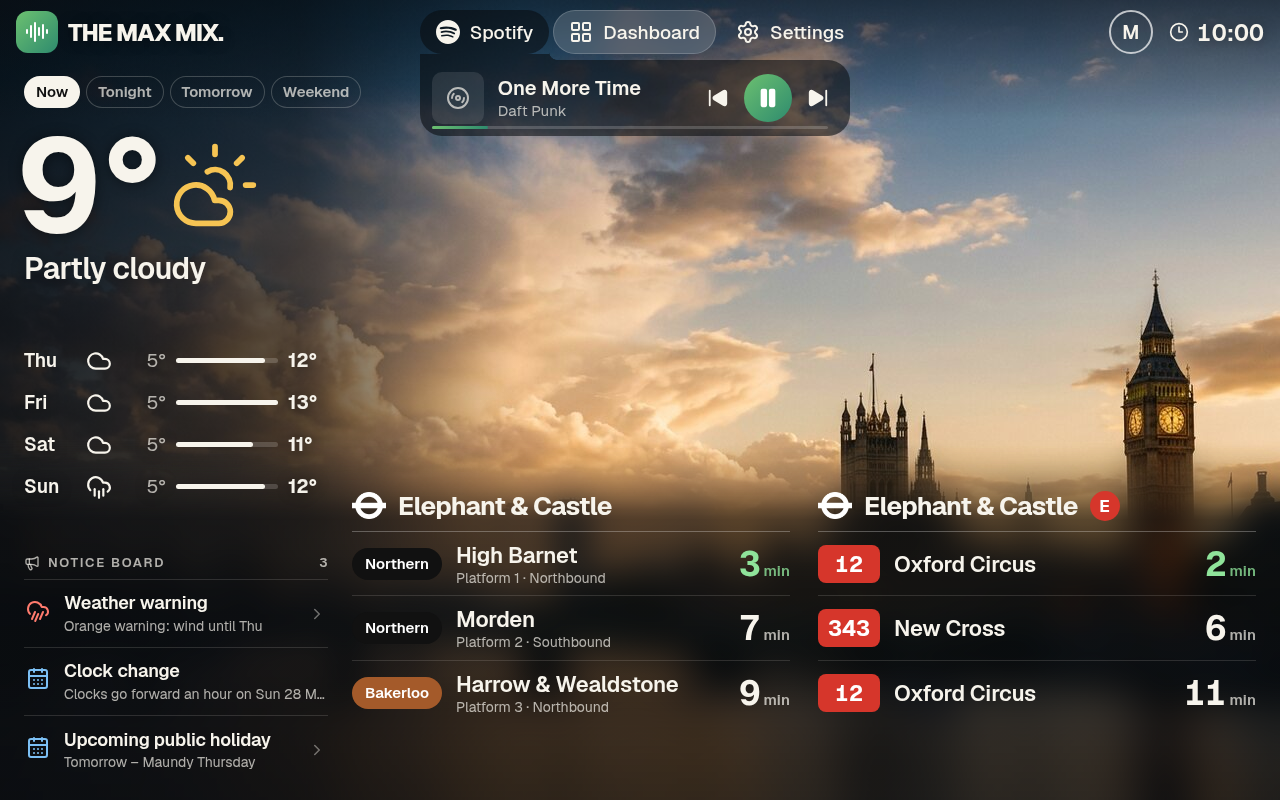 THE MAX MIX.
Spotify
Dashboard
Settings
M
10:00
Now
Tonight
Tomorrow
Weekend
One More Time
Daft Punk
9°
Partly cloudy
Thu 5° 12°
Fri 5° 13°
Sat 5° 11°
Sun 5° 12°
NOTICE BOARD 3
Weather warning
Orange warning: wind until Thu
Clock change
Clocks go forward an hour on Sun 28 M...
Upcoming public holiday
Tomorrow – Maundy Thursday
Elephant & Castle
Northern High Barnet 3 min
Platform 1 · Northbound
Northern Morden 7 min
Platform 2 · Southbound
Bakerloo Harrow & Wealdstone 9 min
Platform 3 · Northbound
Elephant & Castle E
12 Oxford Circus 2 min
343 New Cross 6 min
12 Oxford Circus 11 min